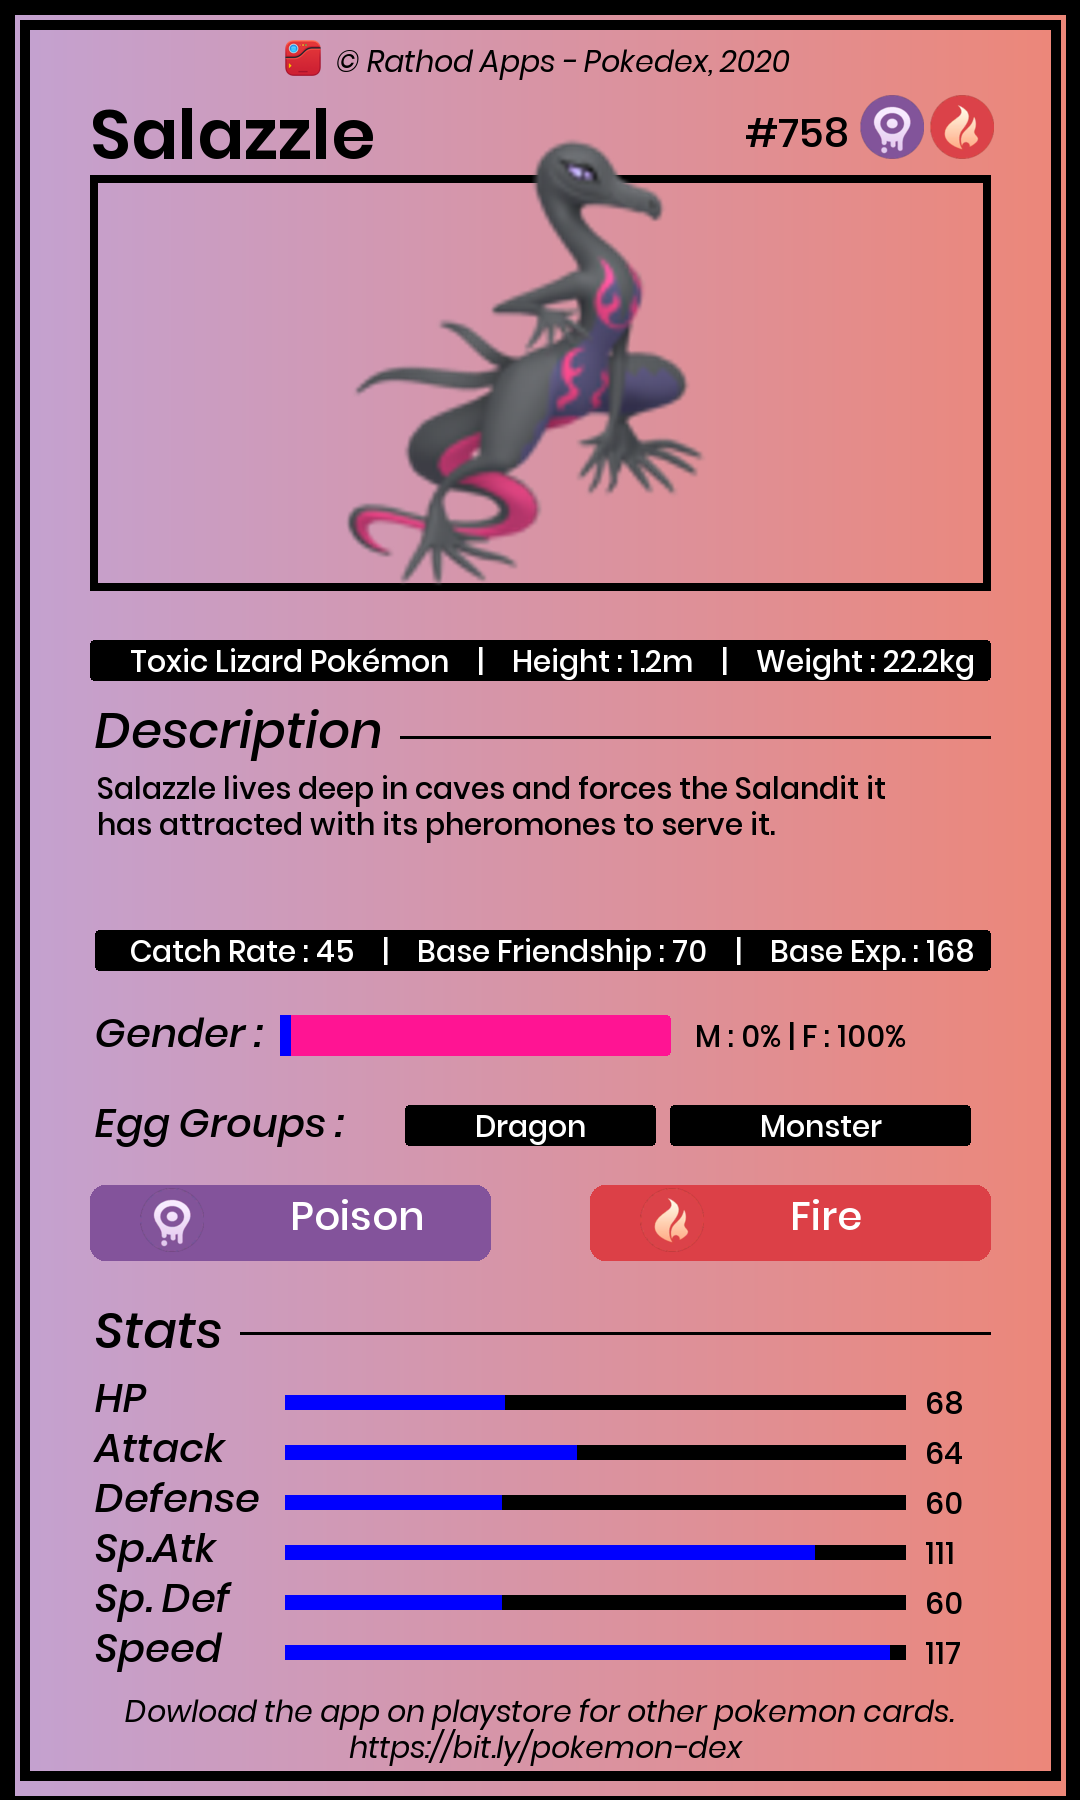 © Rathod Apps - Pokedex, 2020
Salazzle #758
Toxic Lizard Pokémon | Height : 1.2m | Weight : 22.2kg
Description
Salazzle lives deep in caves and forces the Salandit it
has attracted with its pheromones to serve it.
Catch Rate : 45 | Base Friendship : 70 | Base Exp. : 168
Gender : M : 0% | F : 100%
Egg Groups : Dragon Monster
Poison Fire
Stats
HP 68
Attack 64
Defense 60
Sp.Atk 111
Sp. Def 60
Speed 117
Dowload the app on playstore for other pokemon cards.
https://bit.ly/pokemon-dex